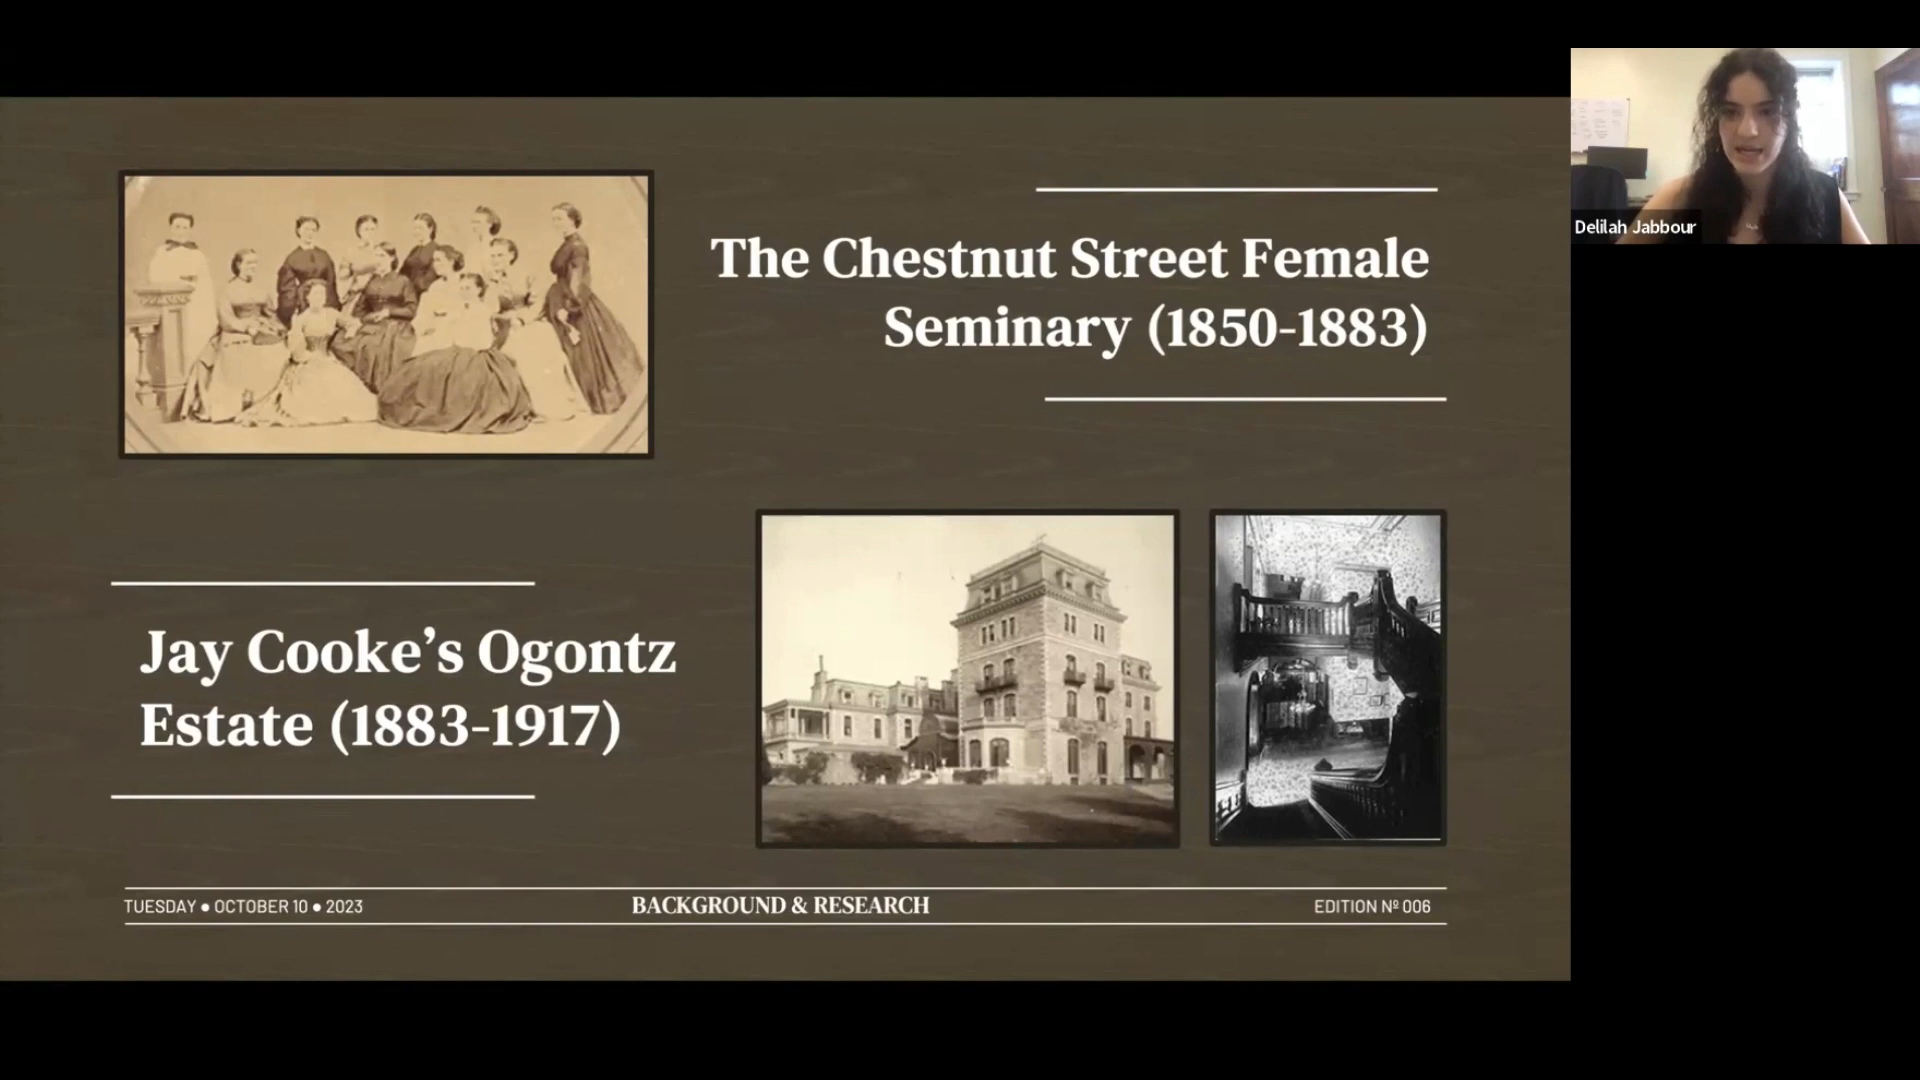 The Chestnut Street Female
Seminary (1850-1883)
Jay Cooke’s Ogontz
Estate (1883-1917)
TUESDAY ● OCTOBER 10 ● 2023
BACKGROUND & RESEARCH
EDITION Nº 006
Delilah Jabbour